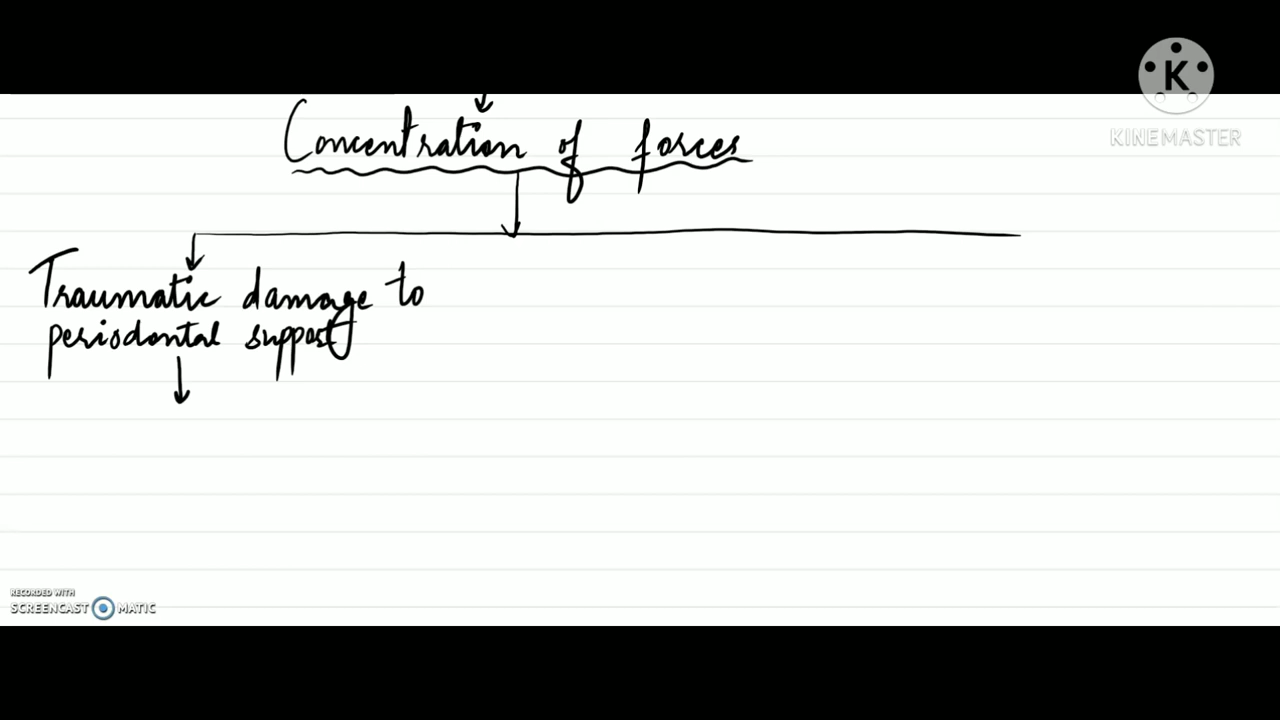 K
KINEMASTER
Concentration of forces
Traumatic damage to
periodontal support
RECORDED WITH
SCREENCAST MATIC